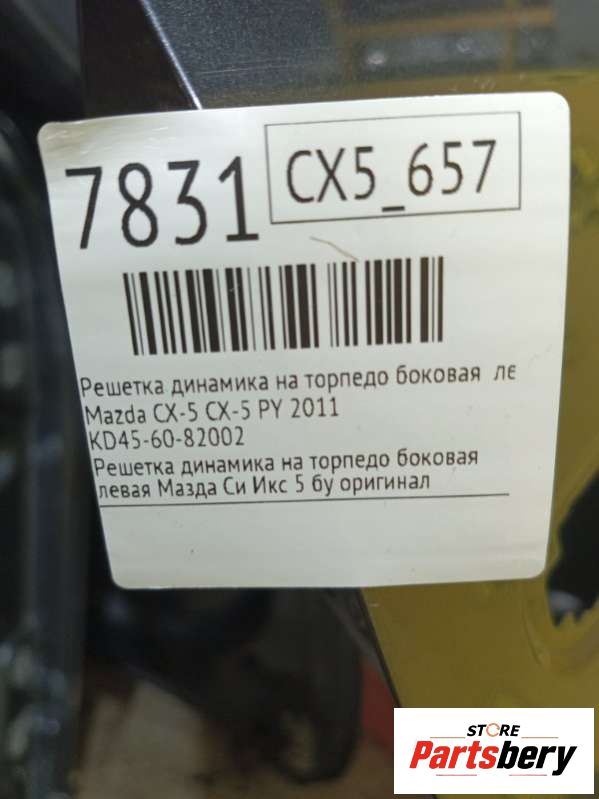 7831
CX5_657
Решетка динамика на торпедо боковая ле
Mazda CX-5 CX-5 PY 2011
KD45-60-82002
Решетка динамика на торпедо боковая
левая Мазда Си Икс 5 бу оригинал
STORE
Partsbery